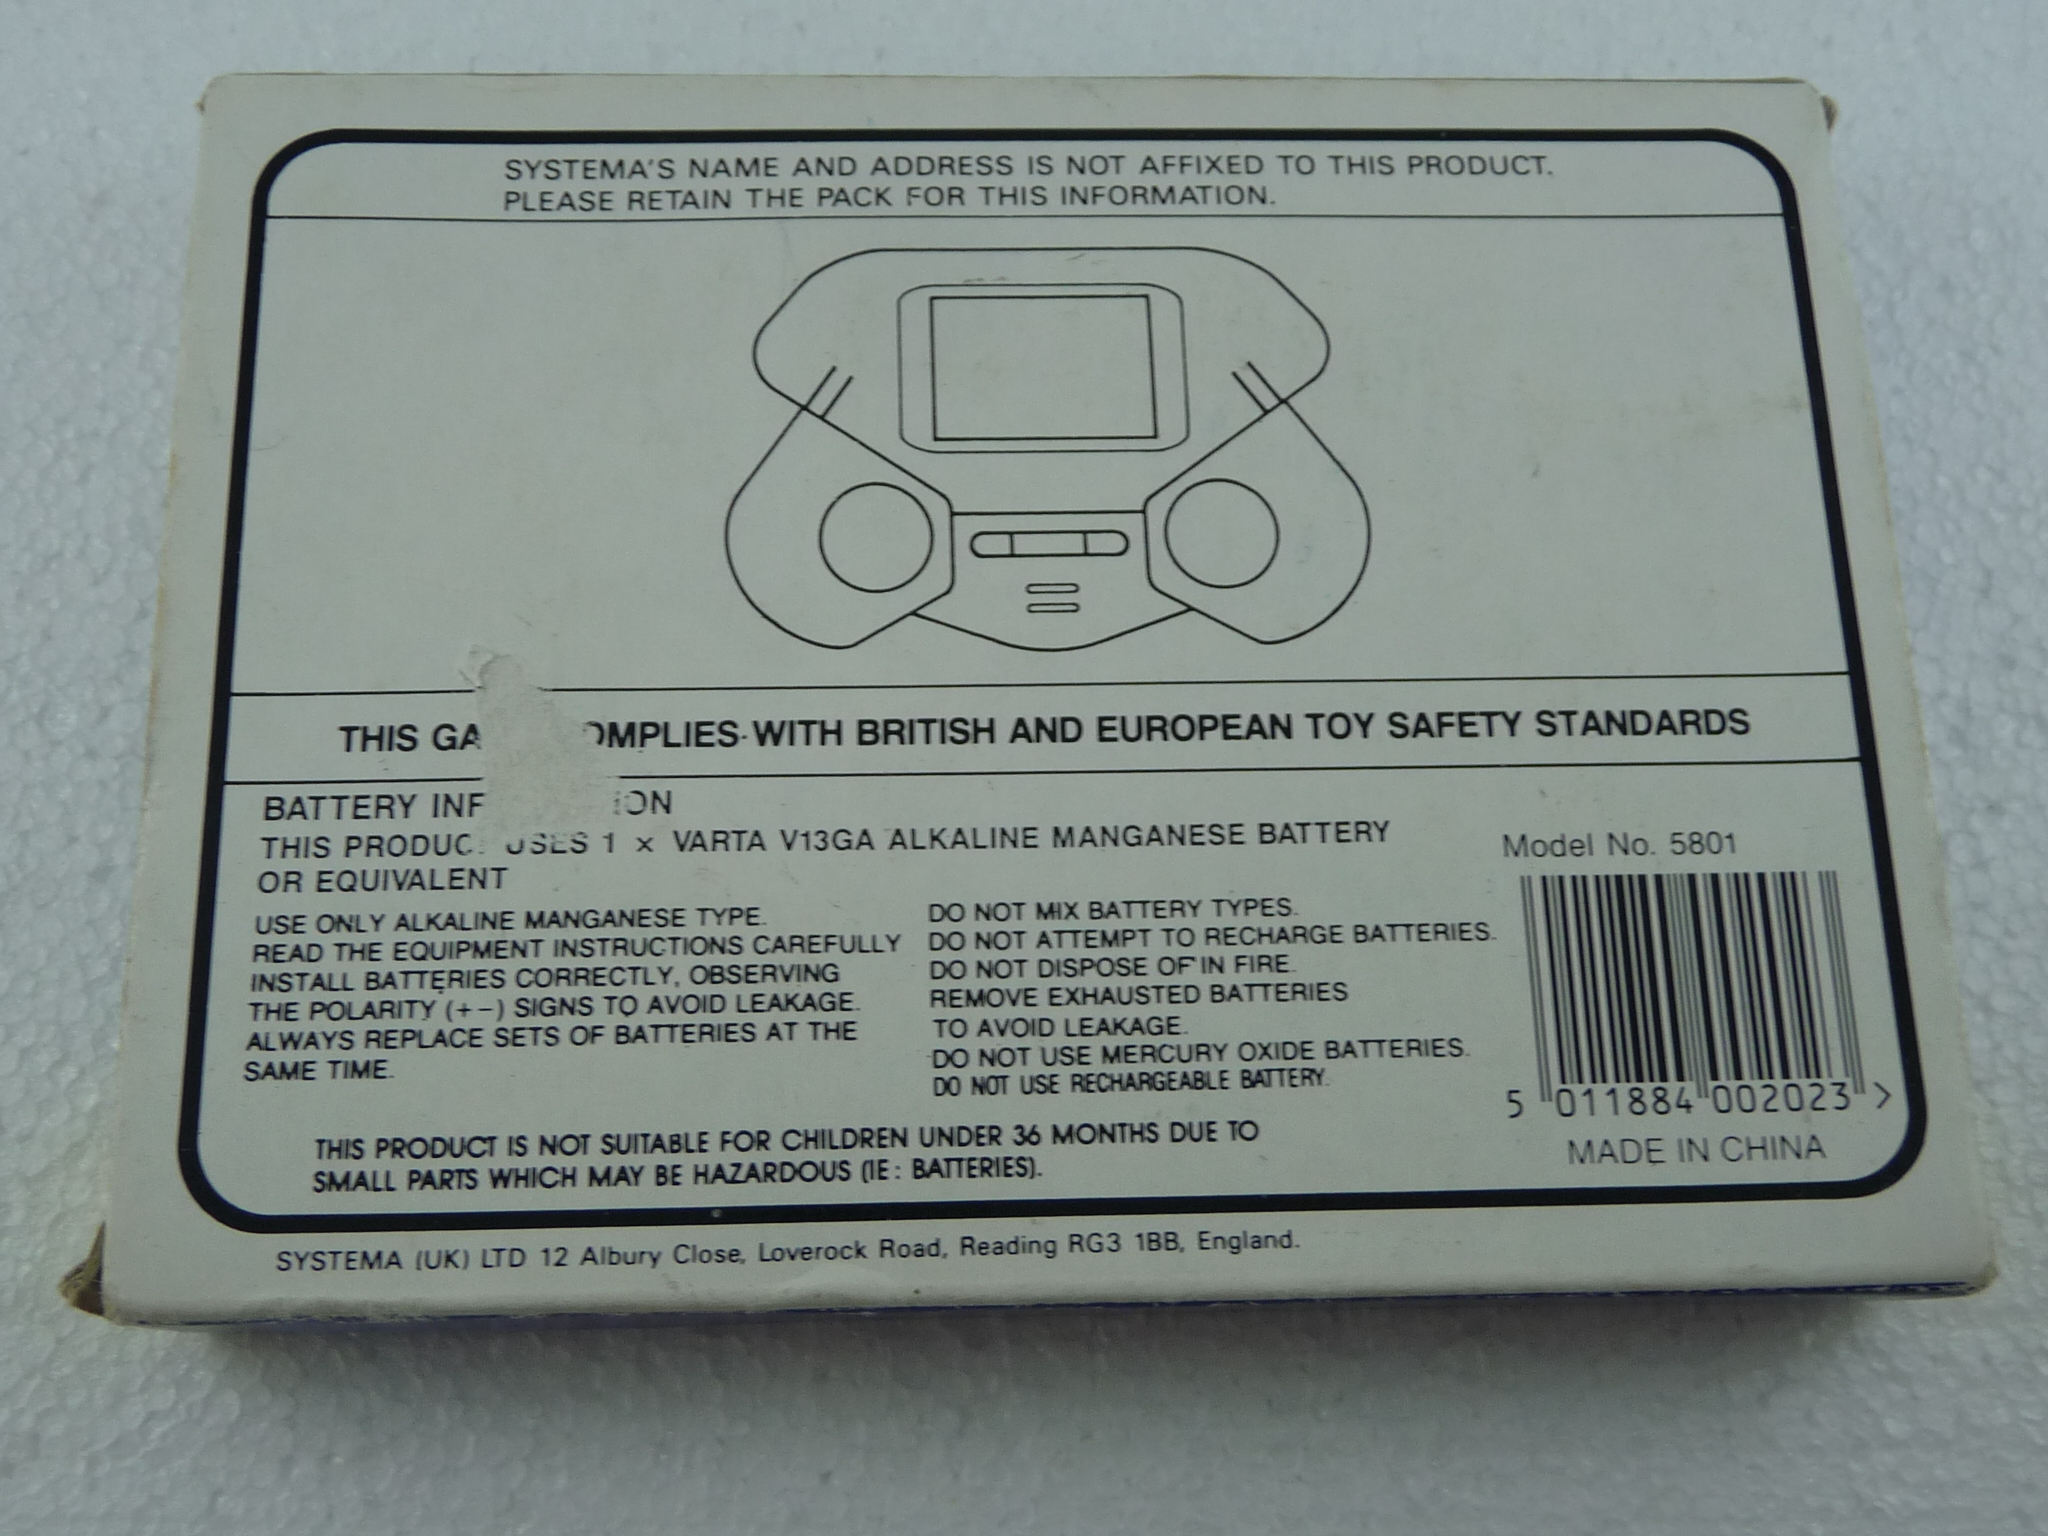 SYSTEMA'S NAME AND ADDRESS IS NOT AFFIXED TO THIS PRODUCT.
PLEASE RETAIN THE PACK FOR THIS INFORMATION.
THIS GA OMPLIES WITH BRITISH AND EUROPEAN TOY SAFETY STANDARDS
BATTERY INF ION
THIS PRODUC USES 1 x VARTA V13GA ALKALINE MANGANESE BATTERY
OR EQUIVALENT
USE ONLY ALKALINE MANGANESE TYPE.
READ THE EQUIPMENT INSTRUCTIONS CAREFULLY
INSTALL BATTERIES CORRECTLY, OBSERVING
THE POLARITY (+-) SIGNS TO AVOID LEAKAGE.
ALWAYS REPLACE SETS OF BATTERIES AT THE
SAME TIME.
DO NOT MIX BATTERY TYPES.
DO NOT ATTEMPT TO RECHARGE BATTERIES.
DO NOT DISPOSE OF IN FIRE.
REMOVE EXHAUSTED BATTERIES
TO AVOID LEAKAGE.
DO NOT USE MERCURY OXIDE BATTERIES.
DO NOT USE RECHARGEABLE BATTERY.
Model No. 5801
5 011884 002023 >
MADE IN CHINA
THIS PRODUCT IS NOT SUITABLE FOR CHILDREN UNDER 36 MONTHS DUE TO
SMALL PARTS WHICH MAY BE HAZARDOUS (IE: BATTERIES).
SYSTEMA (UK) LTD 12 Albury Close, Loverock Road, Reading RG3 1BB, England.